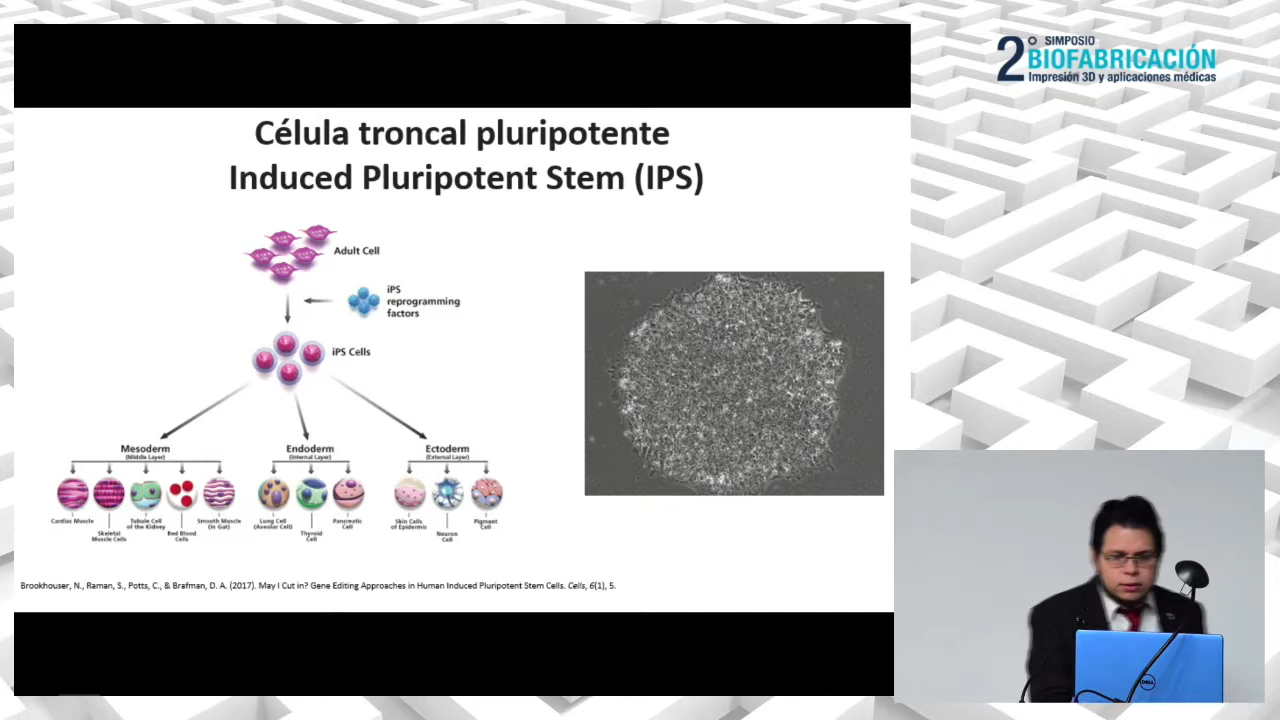 2° SIMPOSIO
BIOFABRICACIÓN
Impresión 3D y aplicaciones médicas
Célula troncal pluripotente
Induced Pluripotent Stem (IPS)
Adult Cell
iPS
reprogramming
factors
iPS Cells
Mesoderm
(Middle Layer)
Endoderm
(Internal Layer)
Ectoderm
(External Layer)
Cardiac Muscle
Skeletal
Muscle Cells
Tubule Cell
of the Kidney
Red Blood
Cells
Smooth Muscle
(in Gut)
Lung Cell
(Alveolar Cell)
Thyroid
Cell
Pancreatic
Cell
Skin Cells
of Epidermis
Neuron
Cell
Pigment
Cell
Brookhouser, N., Raman, S., Potts, C., & Brafman, D. A. (2017). May I Cut in? Gene Editing Approaches in Human Induced Pluripotent Stem Cells. Cells, 6(1), 5.
DELL